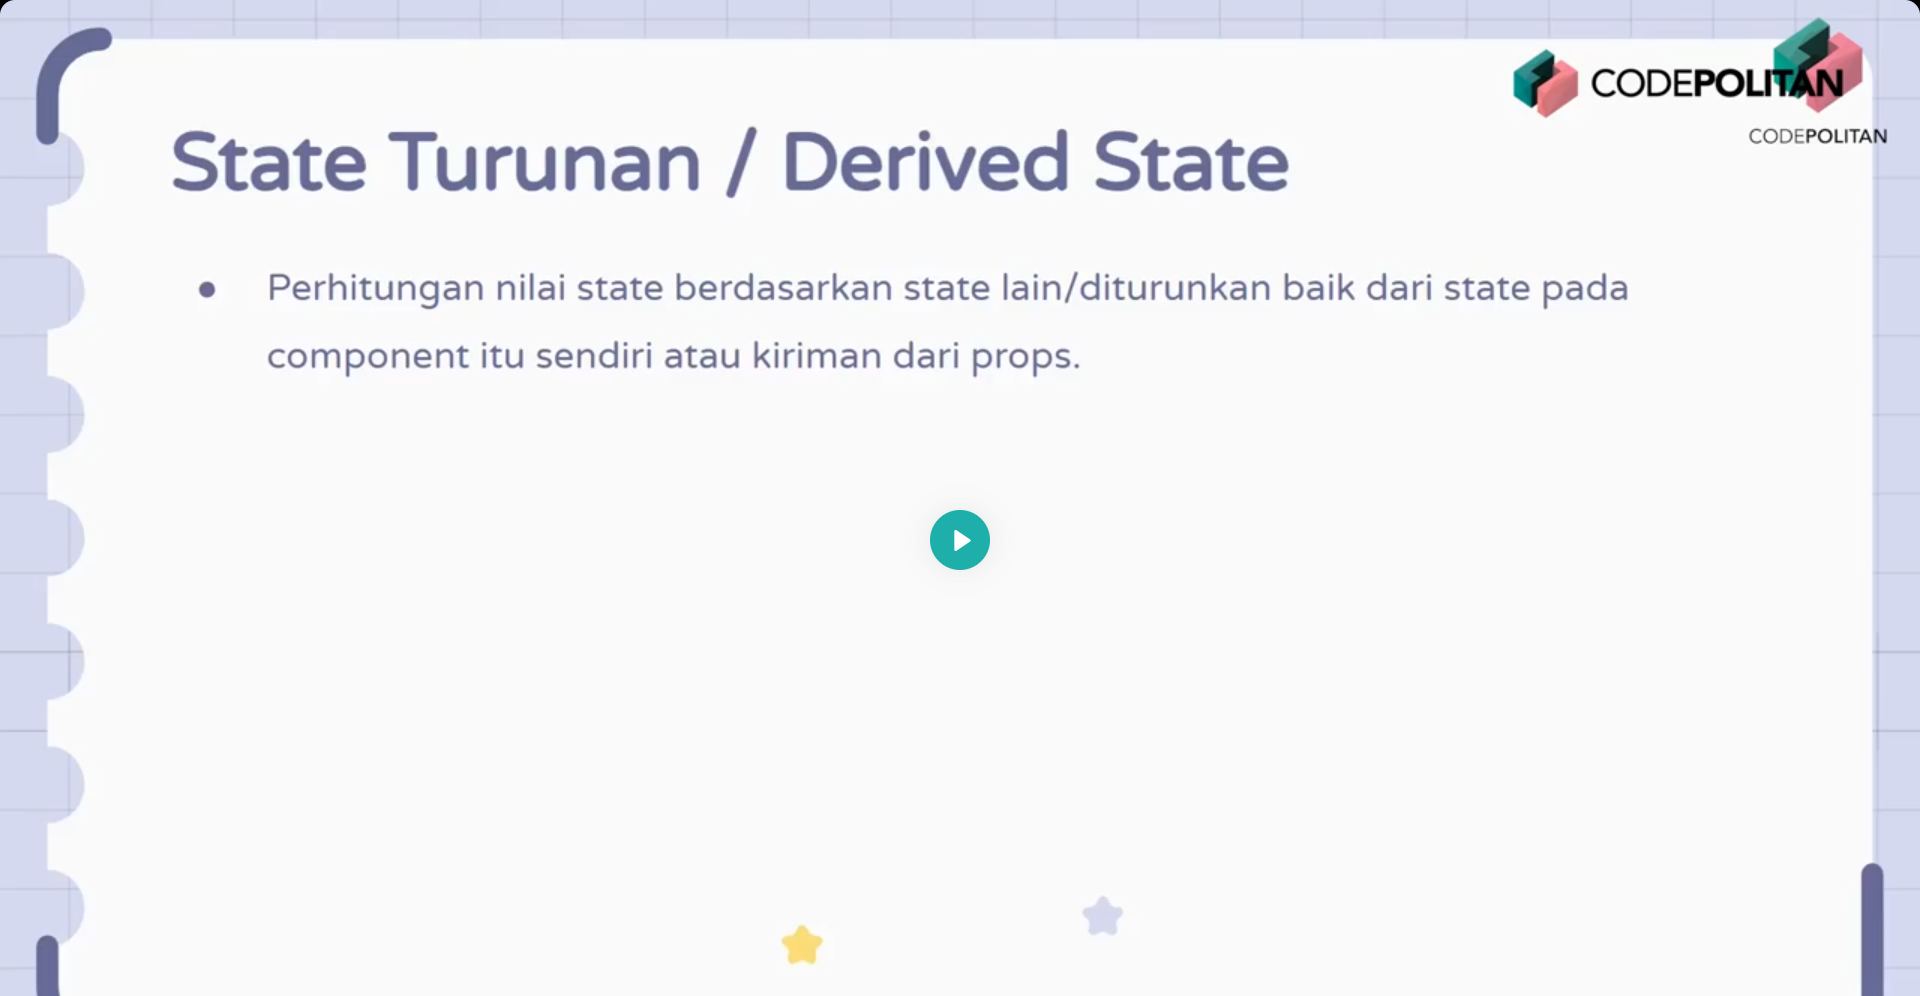 CODEPOLITAN
CODEPOLITAN
State Turunan / Derived State
● Perhitungan nilai state berdasarkan state lain/diturunkan baik dari state pada
component itu sendiri atau kiriman dari props.